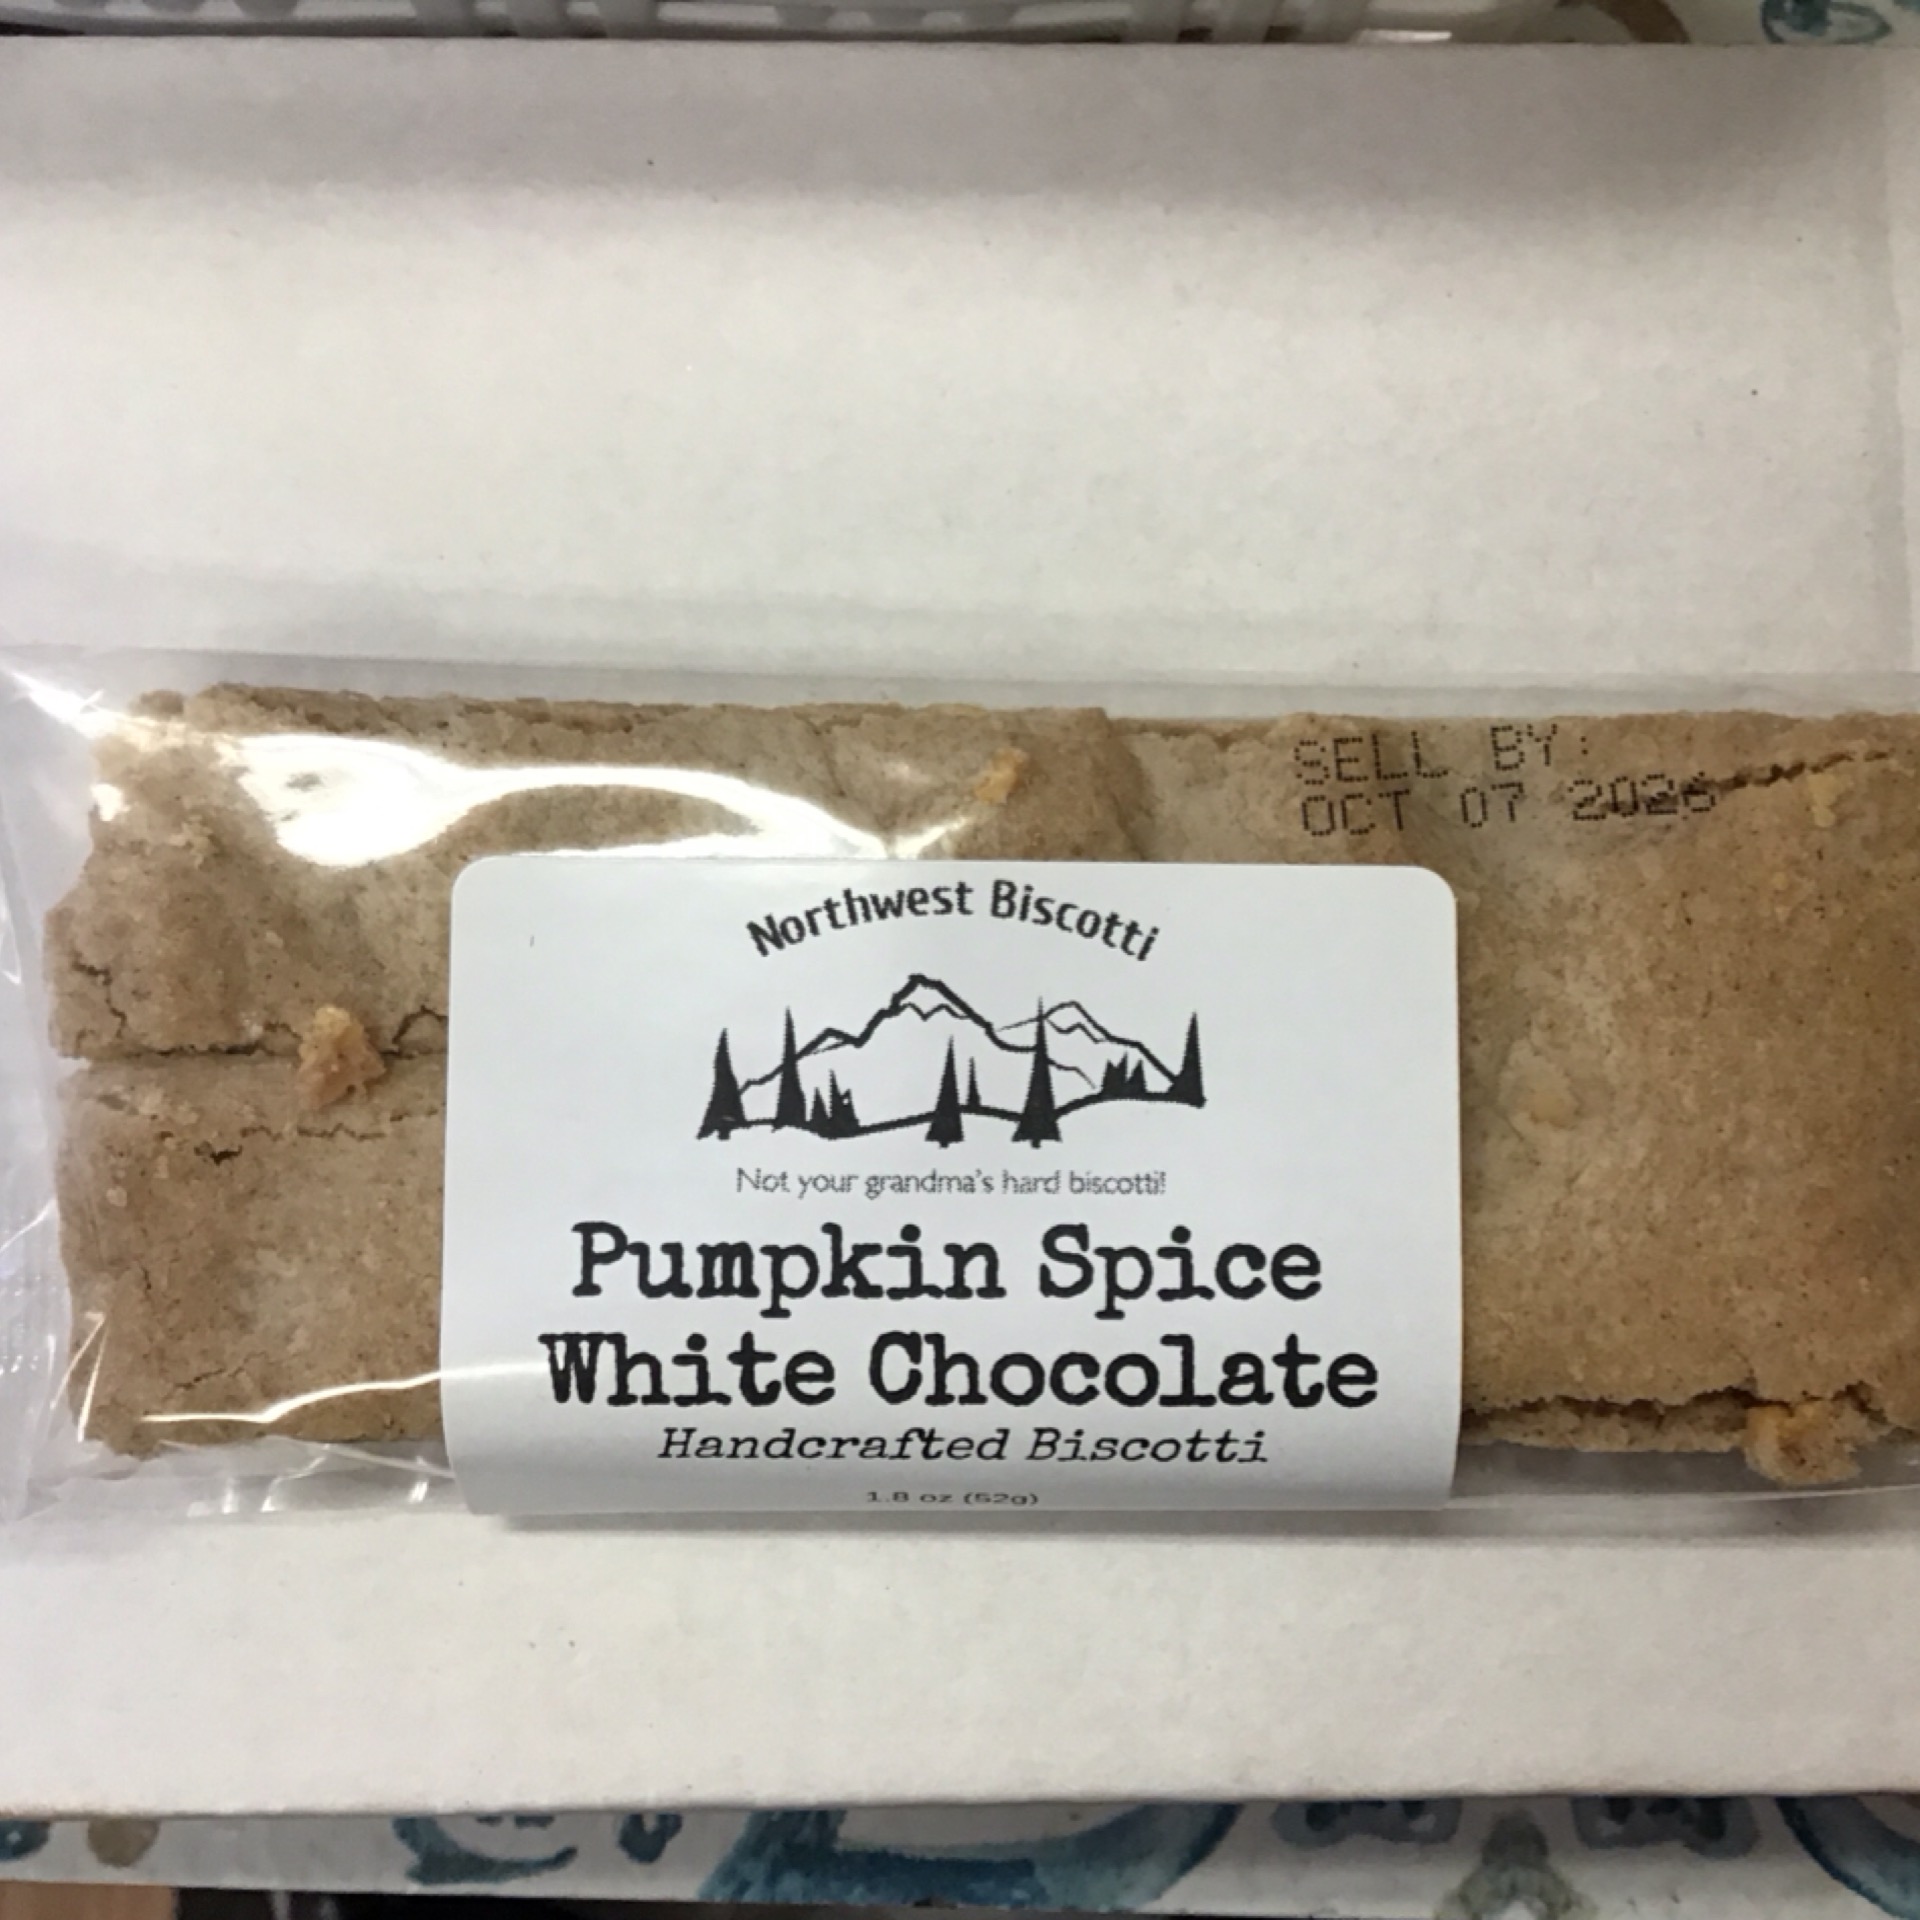 SELL BY:
OCT 07 2026
Northwest Biscotti
Not your grandma's hard biscotti!
Pumpkin Spice
White Chocolate
Handcrafted Biscotti
1.8 oz (52g)